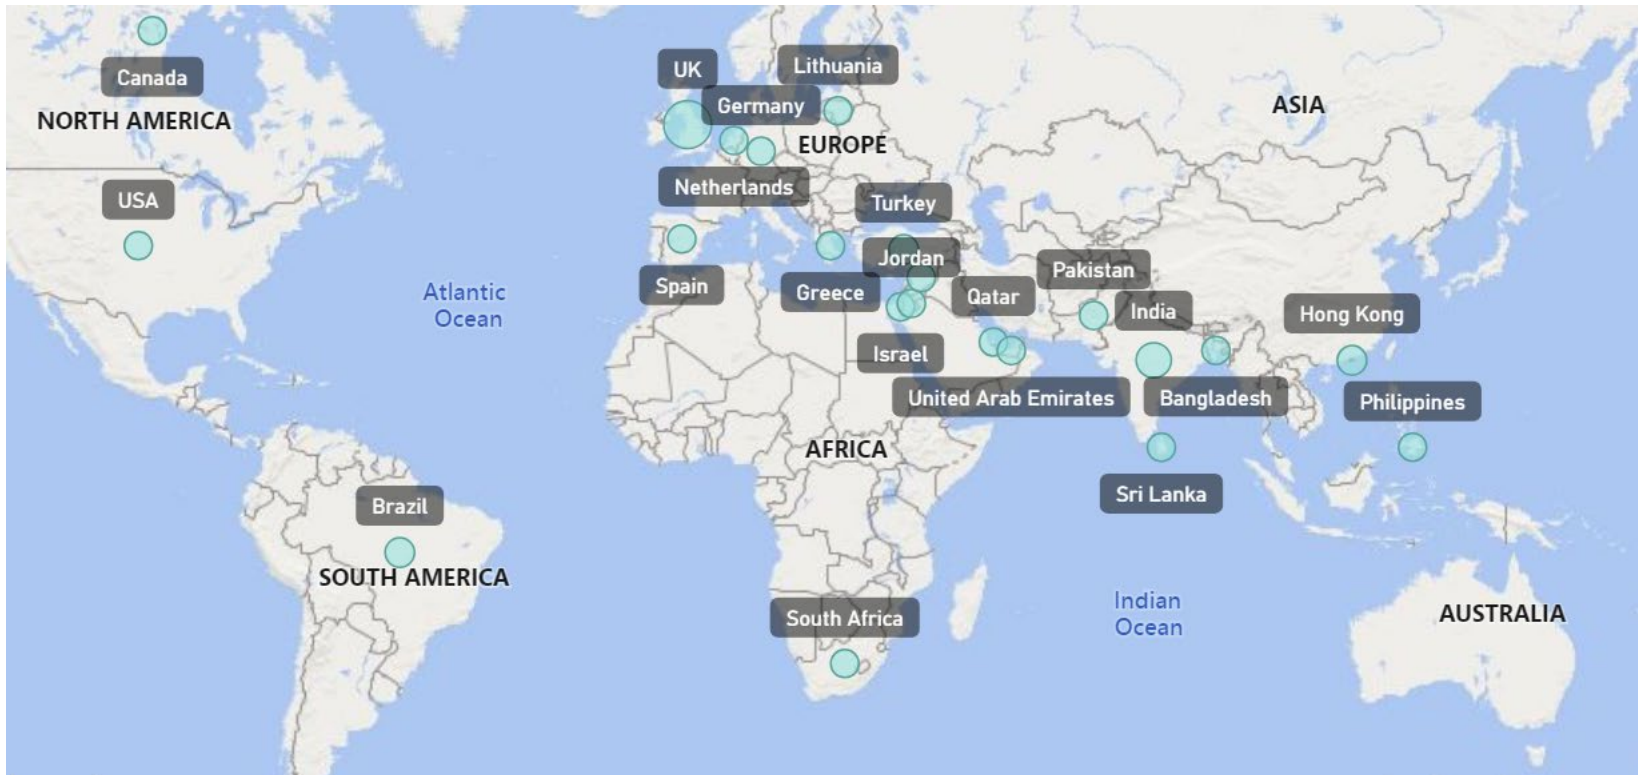 Canada
NORTH AMERICA
USA
Atlantic
Ocean
Brazil
SOUTH AMERICA
UK
Lithuania
Germany
EUROPE
Netherlands
Turkey
Jordan
Spain
Greece
Qatar
Israel
United Arab Emirates
AFRICA
South Africa
ASIA
Pakistan
India
Hong Kong
Bangladesh
Philippines
Sri Lanka
Indian
Ocean
AUSTRALIA